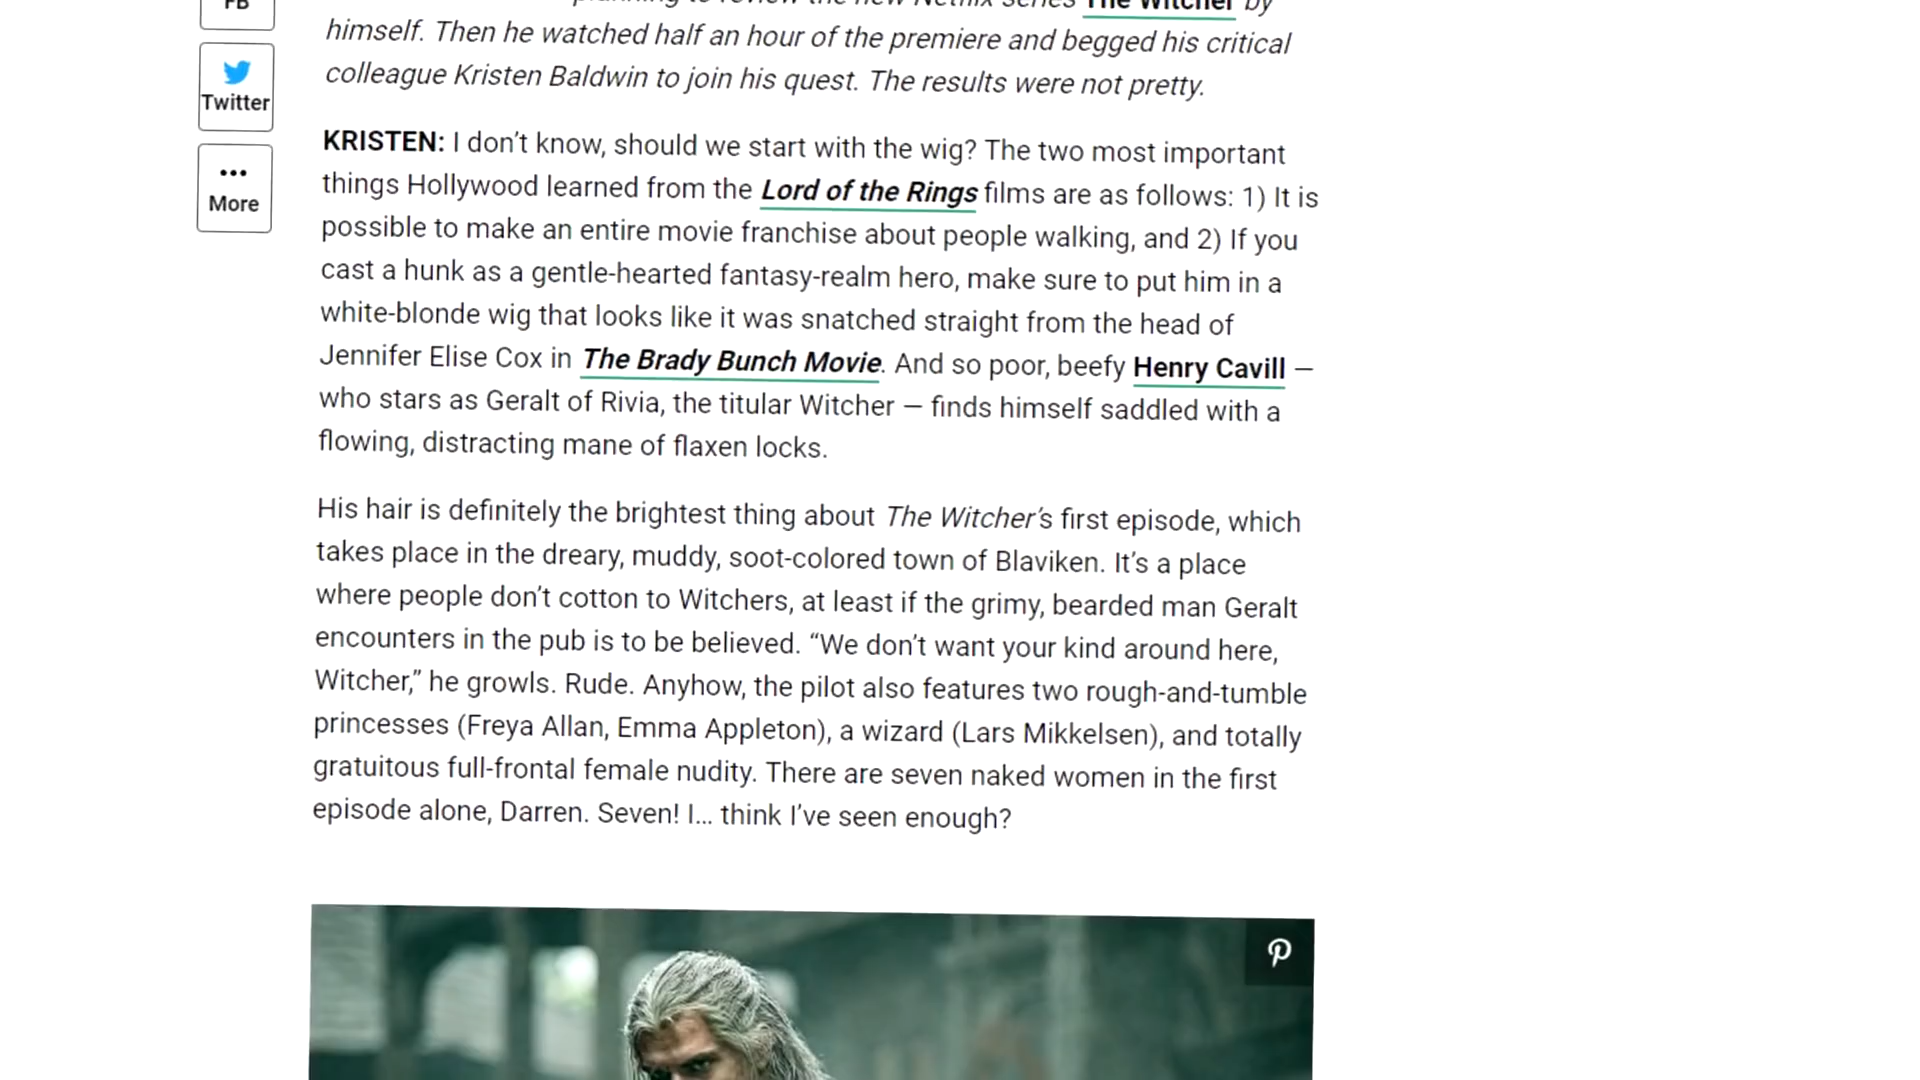 FB
Twitter
More
planning to review the new Netflix series The Witcher by
himself. Then he watched half an hour of the premiere and begged his critical
colleague Kristen Baldwin to join his quest. The results were not pretty.
KRISTEN: I don’t know, should we start with the wig? The two most important
things Hollywood learned from the Lord of the Rings films are as follows: 1) It is
possible to make an entire movie franchise about people walking, and 2) If you
cast a hunk as a gentle-hearted fantasy-realm hero, make sure to put him in a
white-blonde wig that looks like it was snatched straight from the head of
Jennifer Elise Cox in The Brady Bunch Movie. And so poor, beefy Henry Cavill —
who stars as Geralt of Rivia, the titular Witcher — finds himself saddled with a
flowing, distracting mane of flaxen locks.
His hair is definitely the brightest thing about The Witcher’s first episode, which
takes place in the dreary, muddy, soot-colored town of Blaviken. It’s a place
where people don’t cotton to Witchers, at least if the grimy, bearded man Geralt
encounters in the pub is to be believed. “We don’t want your kind around here,
Witcher,” he growls. Rude. Anyhow, the pilot also features two rough-and-tumble
princesses (Freya Allan, Emma Appleton), a wizard (Lars Mikkelsen), and totally
gratuitous full-frontal female nudity. There are seven naked women in the first
episode alone, Darren. Seven! I... think I’ve seen enough?